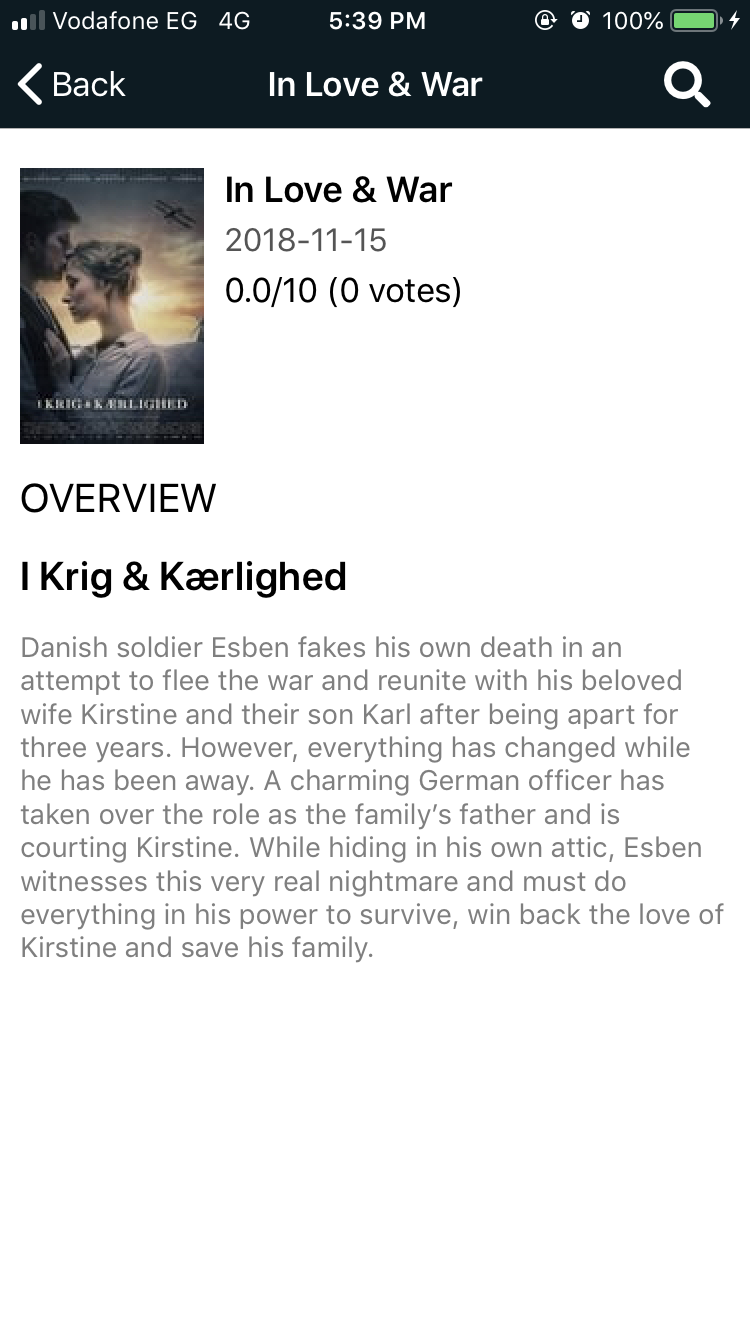 Vodafone EG 4G 5:39 PM 100%
Back In Love & War
In Love & War
2018-11-15
0.0/10 (0 votes)
I KRIG & KÆRLIGHED
OVERVIEW
I Krig & Kærlighed
Danish soldier Esben fakes his own death in an
attempt to flee the war and reunite with his beloved
wife Kirstine and their son Karl after being apart for
three years. However, everything has changed while
he has been away. A charming German officer has
taken over the role as the family’s father and is
courting Kirstine. While hiding in his own attic, Esben
witnesses this very real nightmare and must do
everything in his power to survive, win back the love of
Kirstine and save his family.